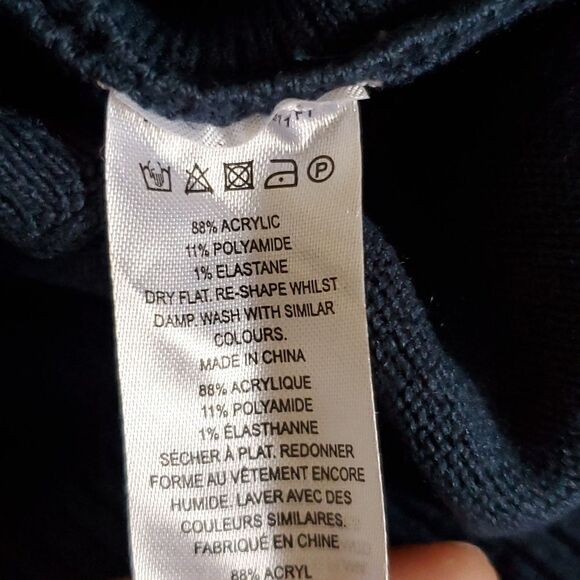 P
88% ACRYLIC
11% POLYAMIDE
1% ELASTANE
DRY FLAT. RE-SHAPE WHILST
DAMP. WASH WITH SIMILAR
COLOURS.
MADE IN CHINA
88% ACRYLIQUE
11% POLYAMIDE
1% ÉLASTHANNE
SÉCHER À PLAT. REDONNER
FORME AU VÊTEMENT ENCORE
HUMIDE. LAVER AVEC DES
COULEURS SIMILAIRES.
FABRIQUÉ EN CHINE
88% ACRYL